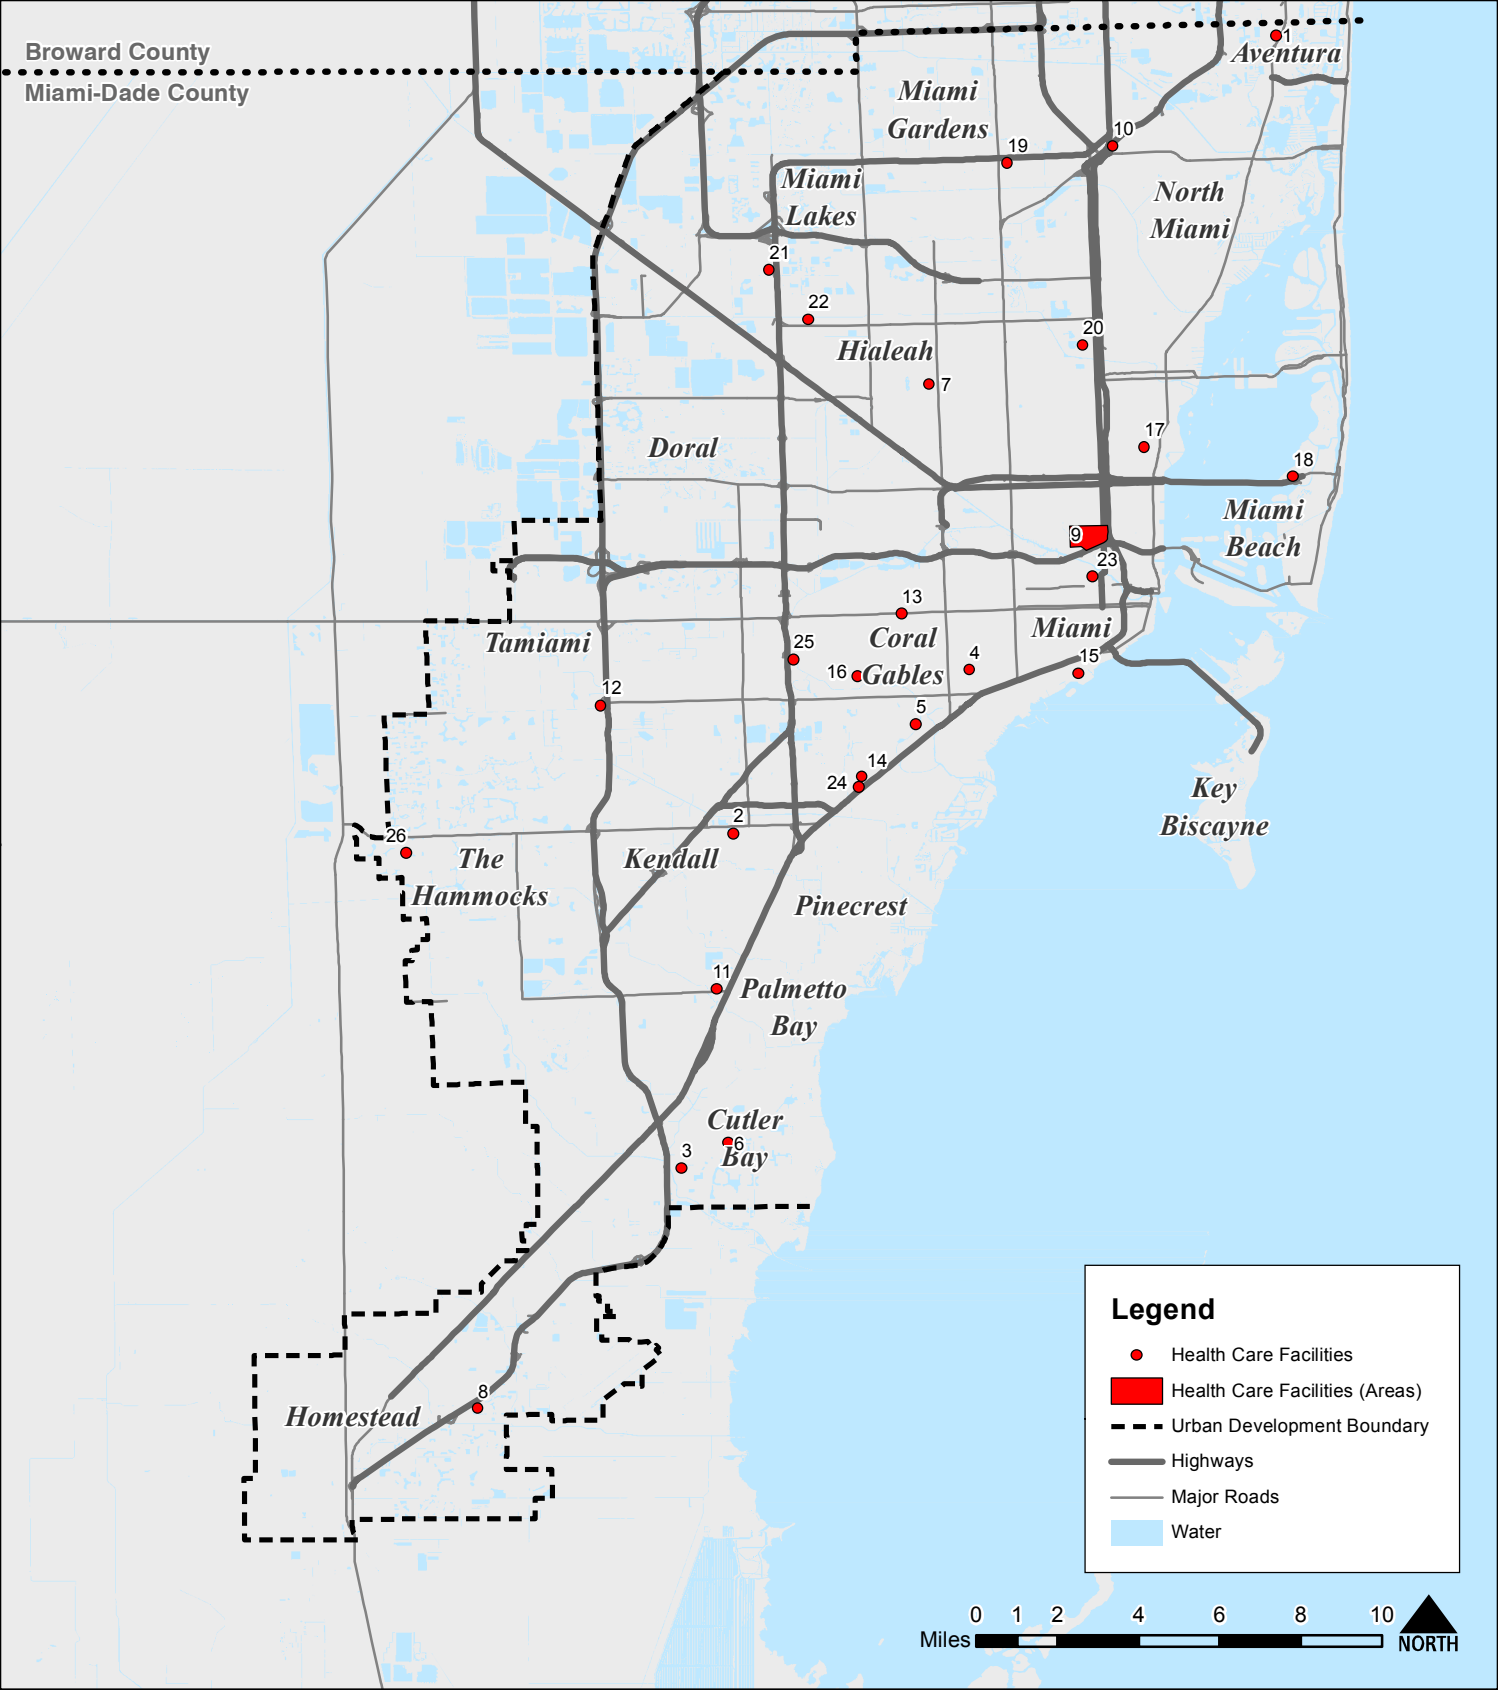 Broward County
Miami-Dade County
1
Aventura
Miami
Gardens
10
19
Miami
Lakes
North
Miami
21
22
20
Hialeah
7
17
Doral
18
Miami
Beach
9
23
13
Tamiami
Coral
Gables
Miami
25
16
4
15
12
5
14
24
Key
Biscayne
2
26
The
Hammocks
Kendall
Pinecrest
11
Palmetto
Bay
Cutler
Bay
6
3
8
Homestead
Legend
Health Care Facilities
Health Care Facilities (Areas)
Urban Development Boundary
Highways
Major Roads
Water
0 1 2 4 6 8 10
Miles
NORTH